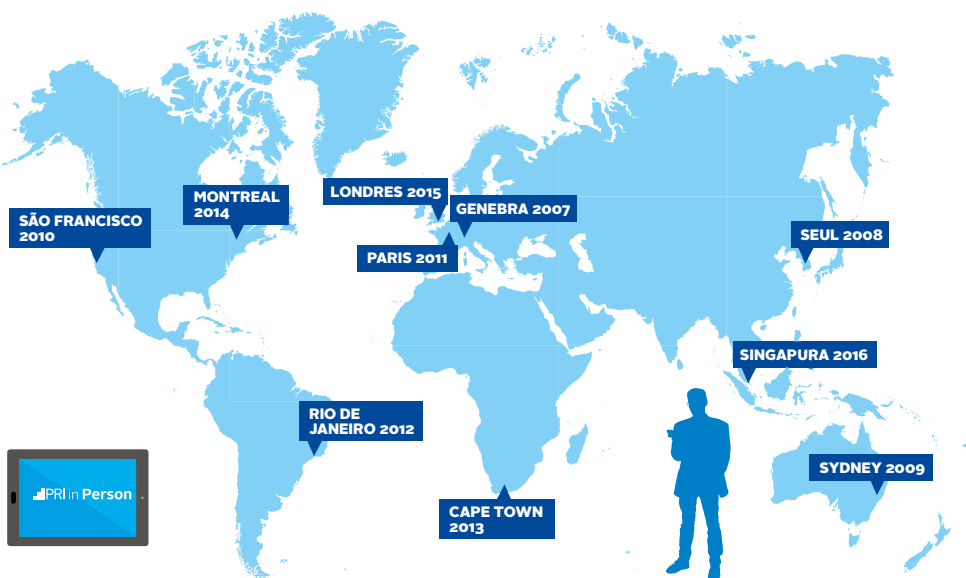 MONTREAL
2014
LONDRES 2015
GENEBRA 2007
SÃO FRANCISCO
2010
SEUL 2008
PARIS 2011
SINGAPURA 2016
RIO DE
JANEIRO 2012
SYDNEY 2009
PRI in Person
CAPE TOWN
2013